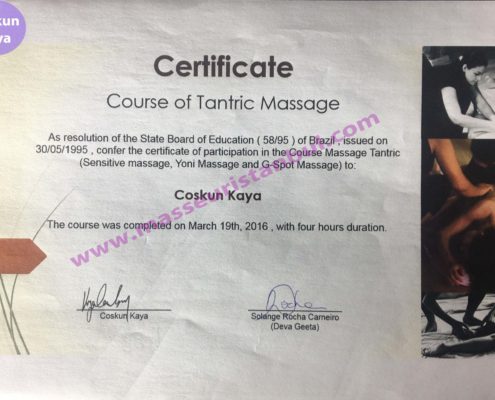 kun
ya
Certificate
Course of Tantric Massage
As resolution of the State Board of Education ( 58/95 ) of Brazil , issued on
30/05/1995 , confer the certificate of participation in the Course Massage Tantric
(Sensitive massage, Yoni Massage and G-Spot Massage) to:
Coskun Kaya
www.masseuristanbul.com
The course was completed on March 19th, 2016 , with four hours duration.
Coskun Kaya
Rocha
Solange Rocha Carneiro
(Deva Geeta)